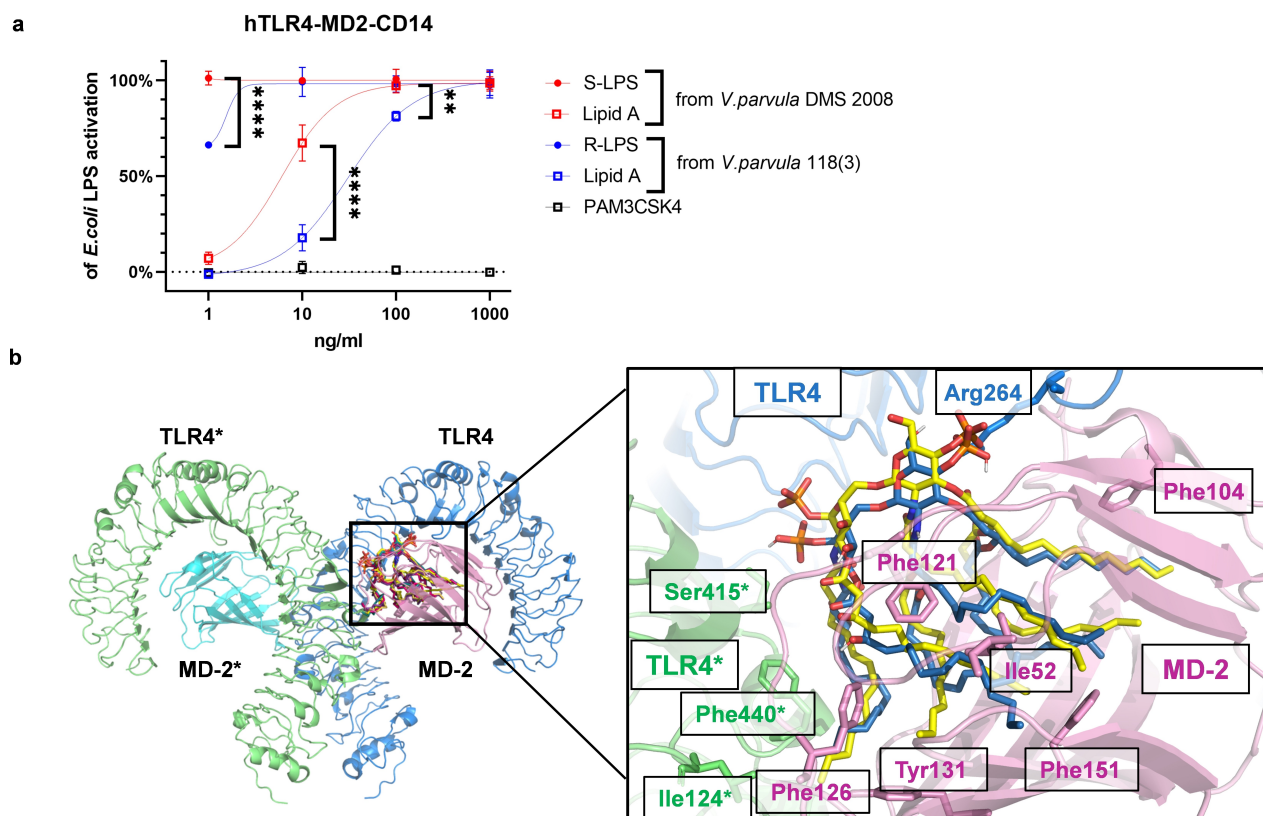 a
hTLR4-MD2-CD14
of E.coli LPS activation
100%
50%
0%
1
10
100
1000
ng/ml
****
****
**
S-LPS
Lipid A
from V.parvula DMS 2008
R-LPS
Lipid A
from V.parvula 118(3)
PAM3CSK4
b
TLR4*
TLR4
MD-2*
MD-2
TLR4
Arg264
Phe104
Phe121
Ser415*
TLR4*
Ile52
MD-2
Phe440*
Tyr131
Phe151
Ile124*
Phe126